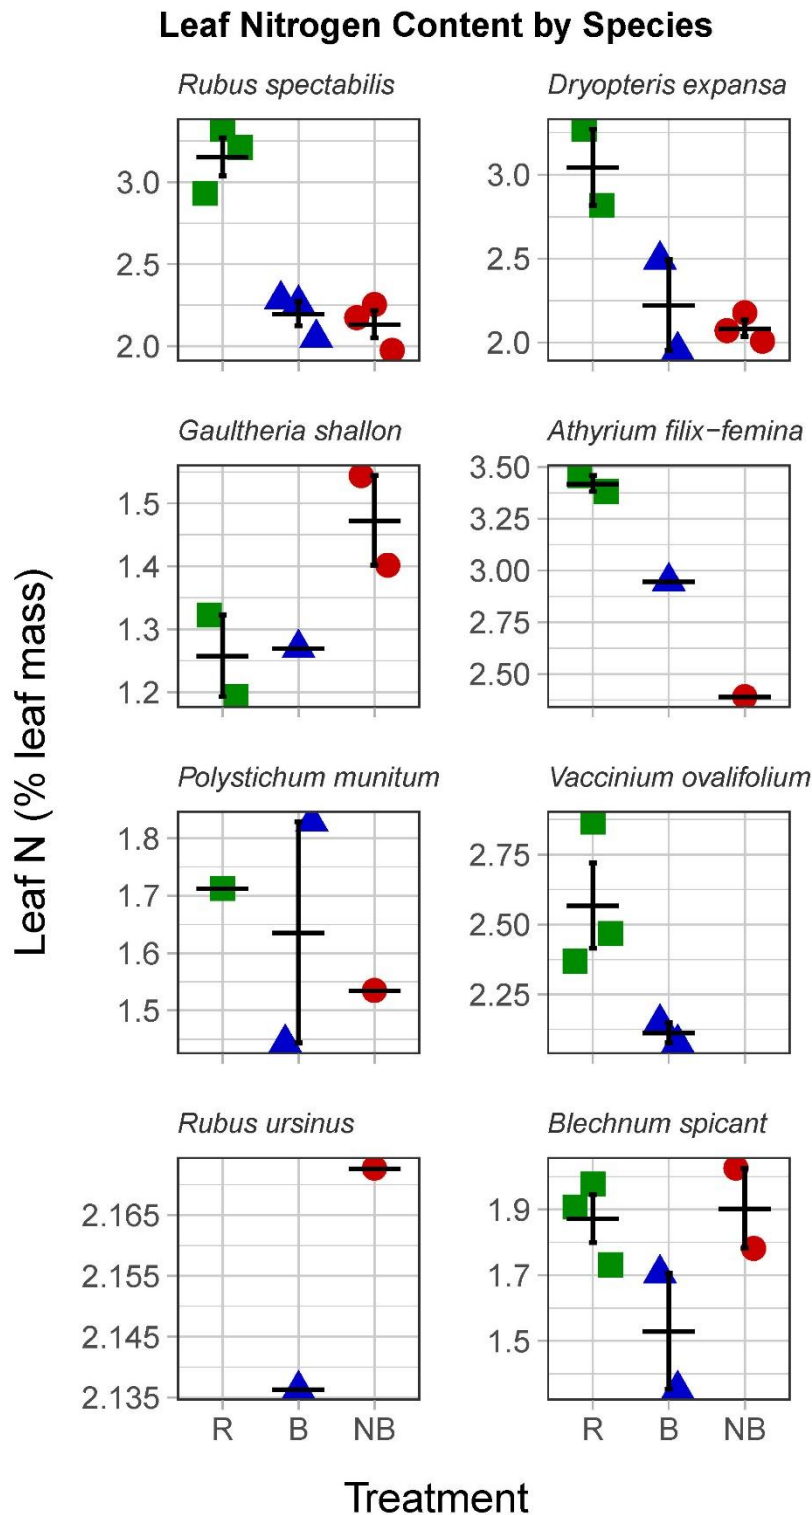 Leaf Nitrogen Content by Species
Rubus spectabilis
3.0
2.5
2.0
Dryopteris expansa
3.0
2.5
2.0
Gaultheria shallon
1.5
1.4
1.3
1.2
Athyrium filix−femina
3.50
3.25
3.00
2.75
2.50
Polystichum munitum
1.8
1.7
1.6
1.5
Vaccinium ovalifolium
2.75
2.50
2.25
Rubus ursinus
2.165
2.155
2.145
2.135
R B NB
Blechnum spicant
1.9
1.7
1.5
R B NB
Leaf N (% leaf mass)
Treatment